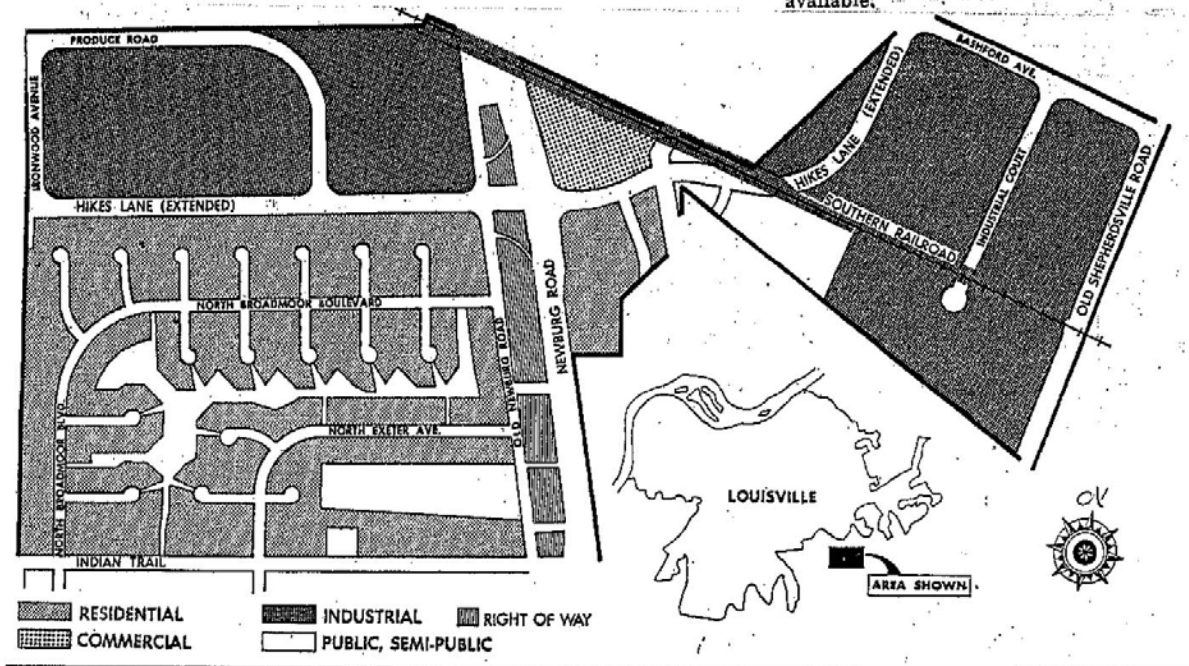 available.
PRODUCE ROAD
BASHFORD AVE.
IRONWOOD AVENUE
HIKES LANE (EXTENDED)
INDUSTRIAL COURT
OLD SHEPHERDSVILLE ROAD
HIKES LANE (EXTENDED)
SOUTHERN RAILROAD
NORTH BROADMOOR BOULEVARD
NEWBURG ROAD
OLD NEWBURG ROAD
NORTH BROADMOOR BLVD.
NORTH EXETER AVE.
LOUISVILLE
INDIAN TRAIL
AREA SHOWN
RESIDENTIAL
INDUSTRIAL
RIGHT OF WAY
COMMERCIAL
PUBLIC, SEMI-PUBLIC